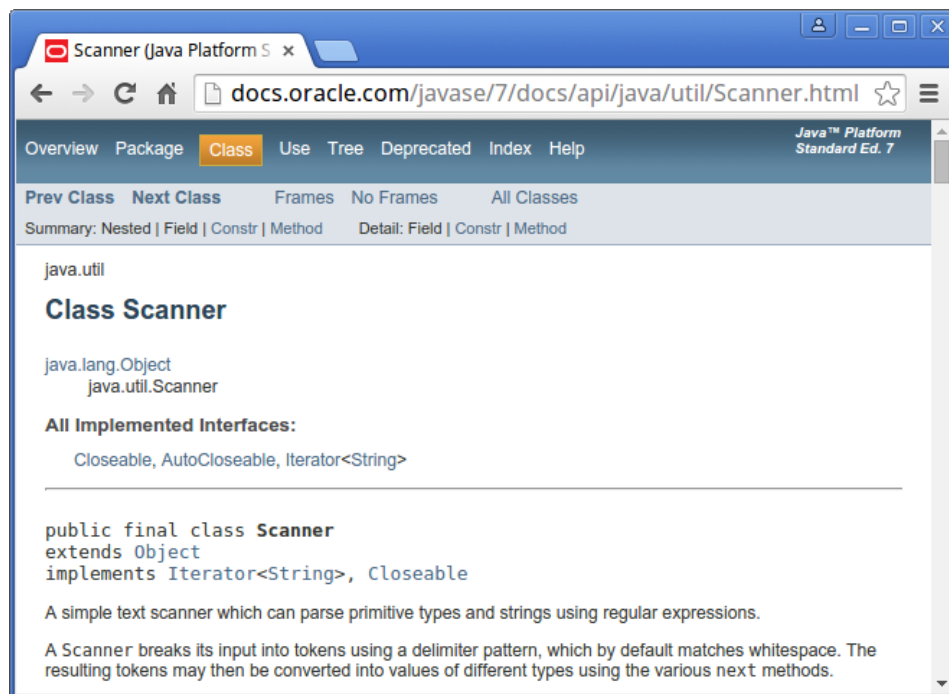 Scanner (Java Platform S
docs.oracle.com/javase/7/docs/api/java/util/Scanner.html
Overview Package Class Use Tree Deprecated Index Help
Java™ Platform
Standard Ed. 7
Prev Class Next Class Frames No Frames All Classes
Summary: Nested | Field | Constr | Method Detail: Field | Constr | Method
java.util
Class Scanner
java.lang.Object
java.util.Scanner
All Implemented Interfaces:
Closeable, AutoCloseable, Iterator<String>
public final class Scanner
extends Object
implements Iterator<String>, Closeable
A simple text scanner which can parse primitive types and strings using regular expressions.
A Scanner breaks its input into tokens using a delimiter pattern, which by default matches whitespace. The
resulting tokens may then be converted into values of different types using the various next methods.